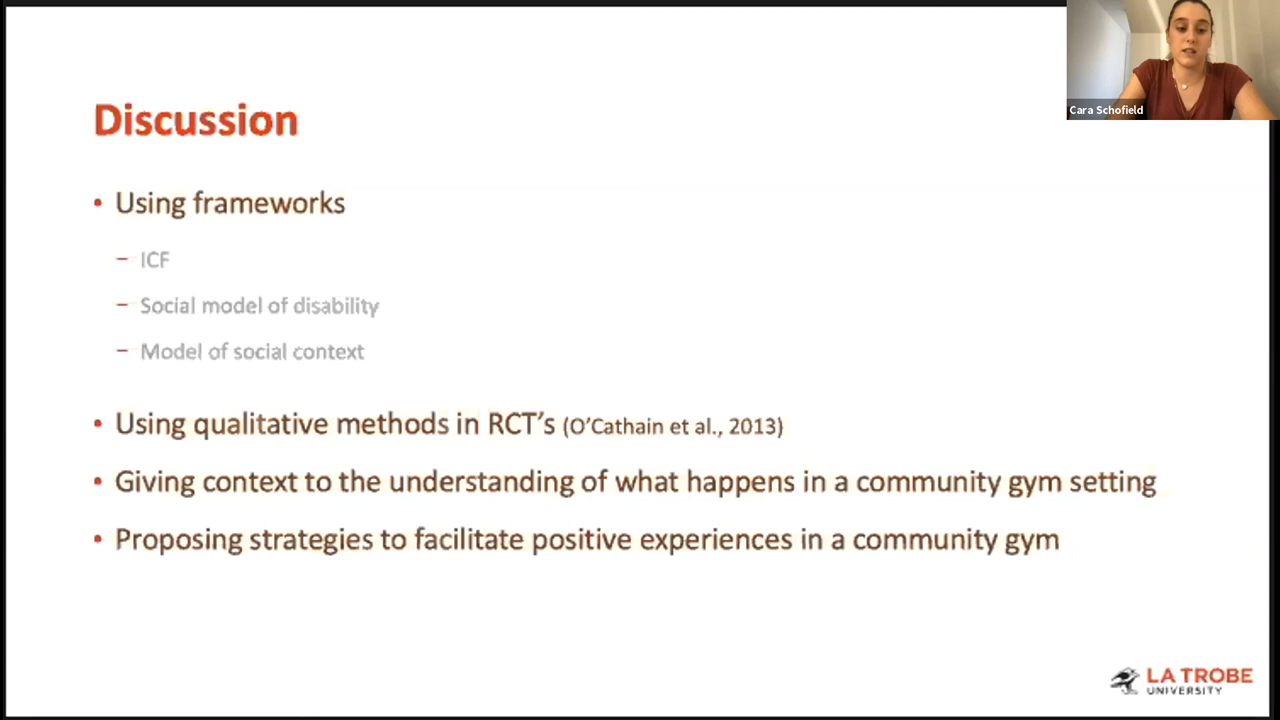 Cara Schofield
Discussion
• Using frameworks
– ICF
– Social model of disability
– Model of social context
• Using qualitative methods in RCT's (O'Cathain et al., 2013)
• Giving context to the understanding of what happens in a community gym setting
• Proposing strategies to facilitate positive experiences in a community gym
LA TROBE
UNIVERSITY